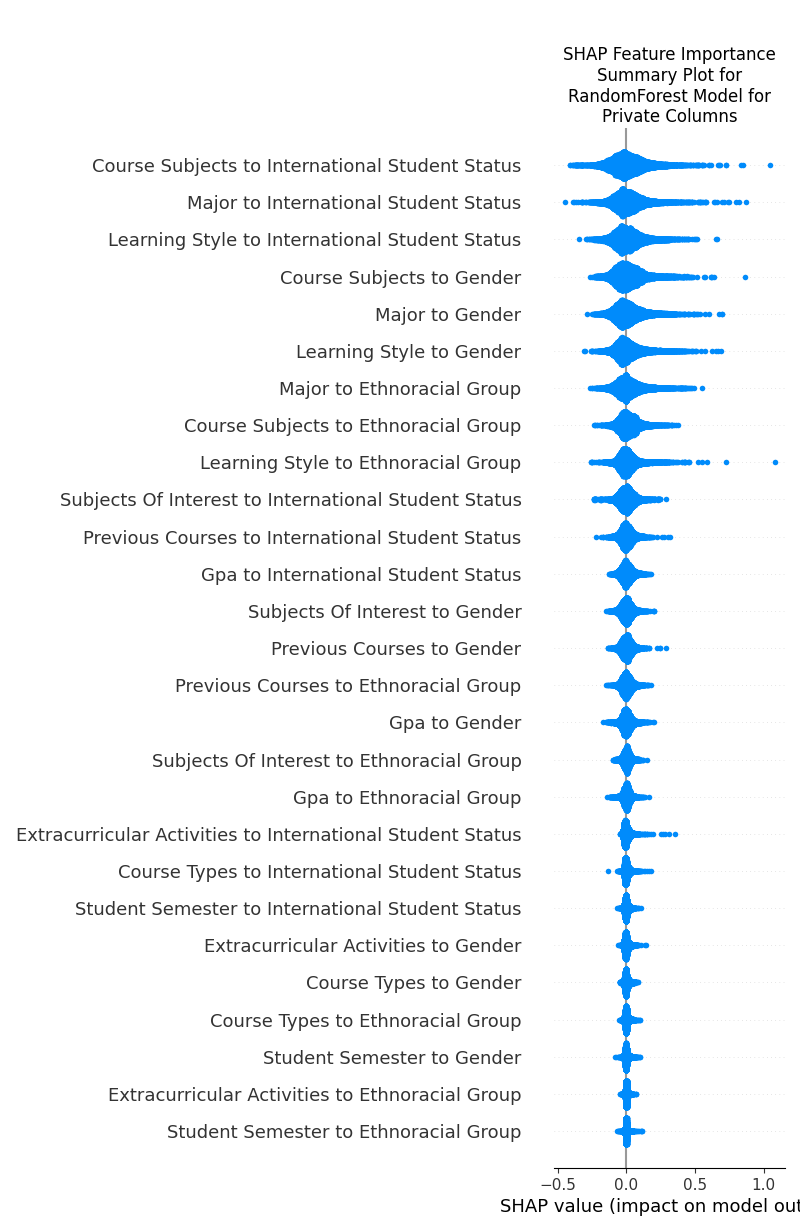 SHAP Feature Importance
Summary Plot for
RandomForest Model for
Private Columns
Course Subjects to International Student Status
Major to International Student Status
Learning Style to International Student Status
Course Subjects to Gender
Major to Gender
Learning Style to Gender
Major to Ethnoracial Group
Course Subjects to Ethnoracial Group
Learning Style to Ethnoracial Group
Subjects Of Interest to International Student Status
Previous Courses to International Student Status
Gpa to International Student Status
Subjects Of Interest to Gender
Previous Courses to Gender
Previous Courses to Ethnoracial Group
Gpa to Gender
Subjects Of Interest to Ethnoracial Group
Gpa to Ethnoracial Group
Extracurricular Activities to International Student Status
Course Types to International Student Status
Student Semester to International Student Status
Extracurricular Activities to Gender
Course Types to Gender
Course Types to Ethnoracial Group
Student Semester to Gender
Extracurricular Activities to Ethnoracial Group
Student Semester to Ethnoracial Group
−0.5 0.0 0.5 1.0
SHAP value (impact on model out